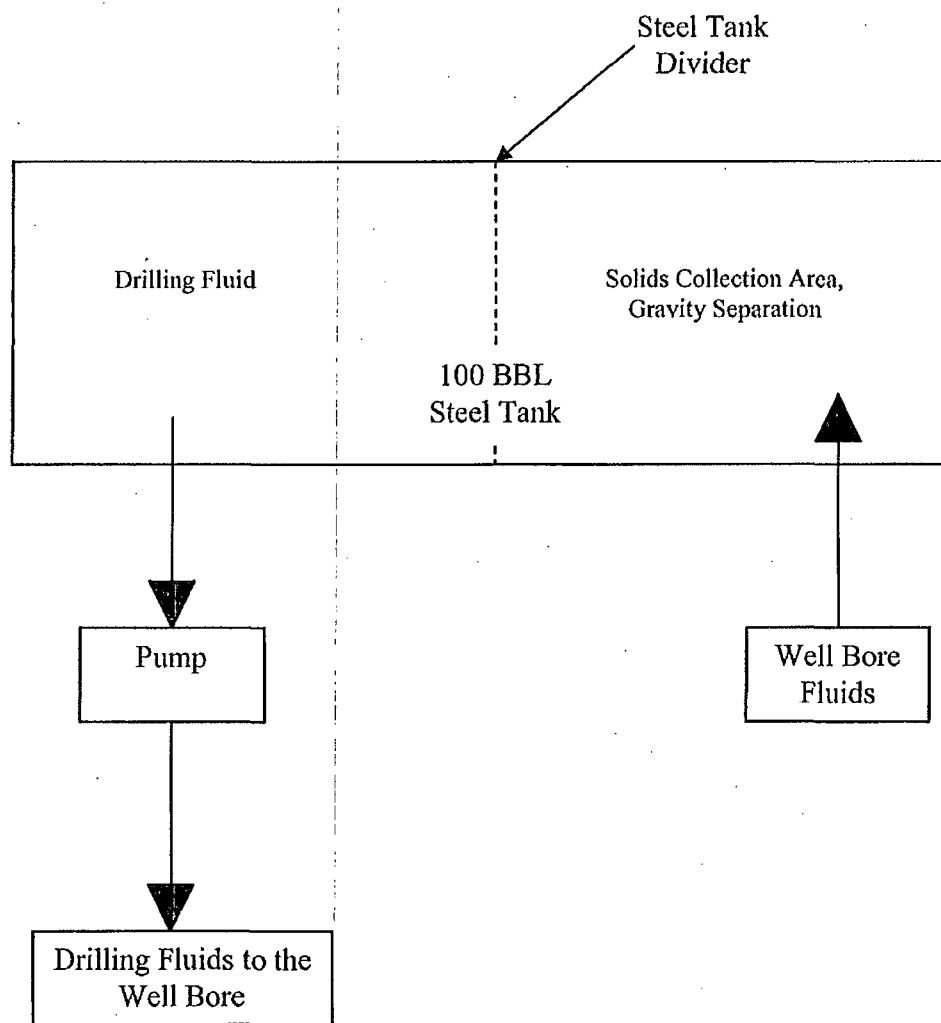 Steel Tank
Divider
Drilling Fluid
Solids Collection Area,
Gravity Separation
100 BBL
Steel Tank
Pump
Well Bore
Fluids
Drilling Fluids to the
Well Bore